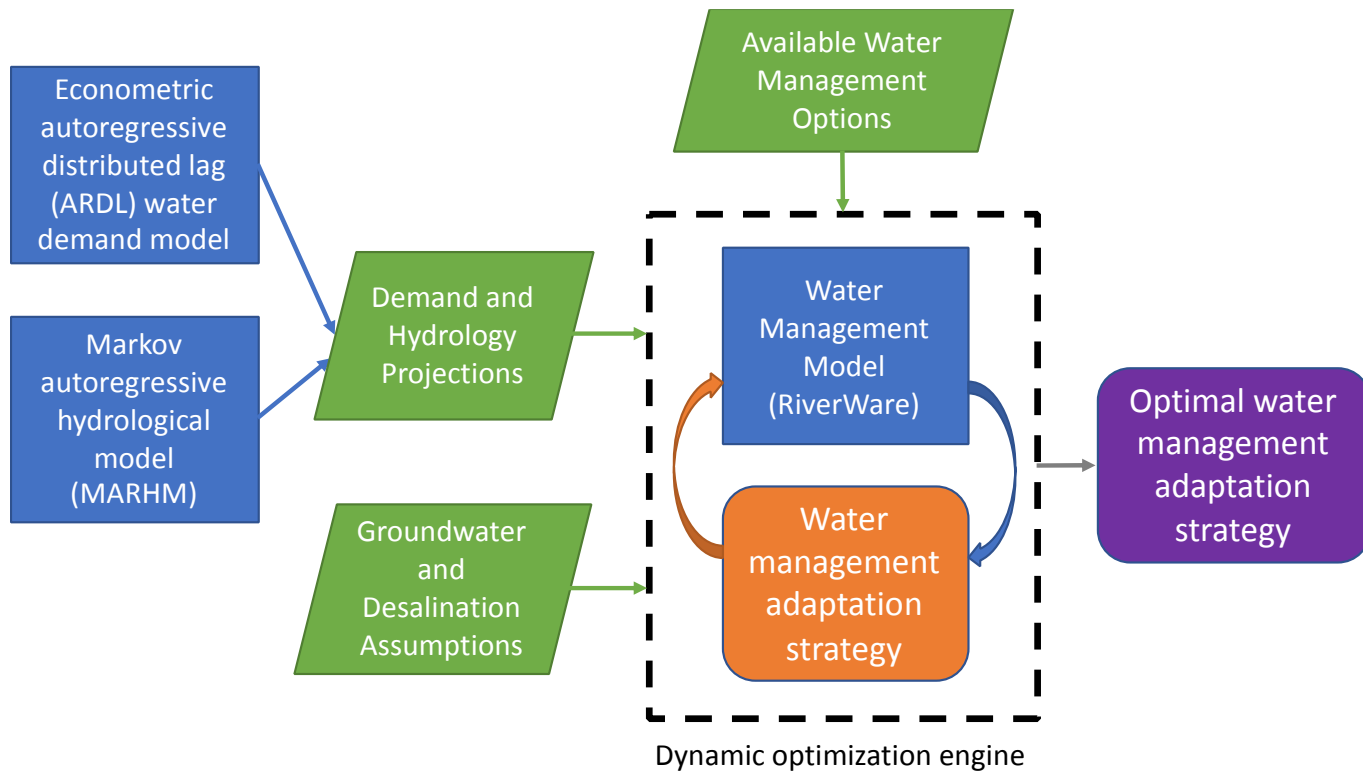 Econometric
autoregressive
distributed lag
(ARDL) water
demand model
Markov
autoregressive
hydrological
model
(MARHM)
Demand and
Hydrology
Projections
Groundwater
and
Desalination
Assumptions
Available Water
Management
Options
Water
Management
Model
(RiverWare)
Water
management
adaptation
strategy
Dynamic optimization engine
Optimal water
management
adaptation
strategy